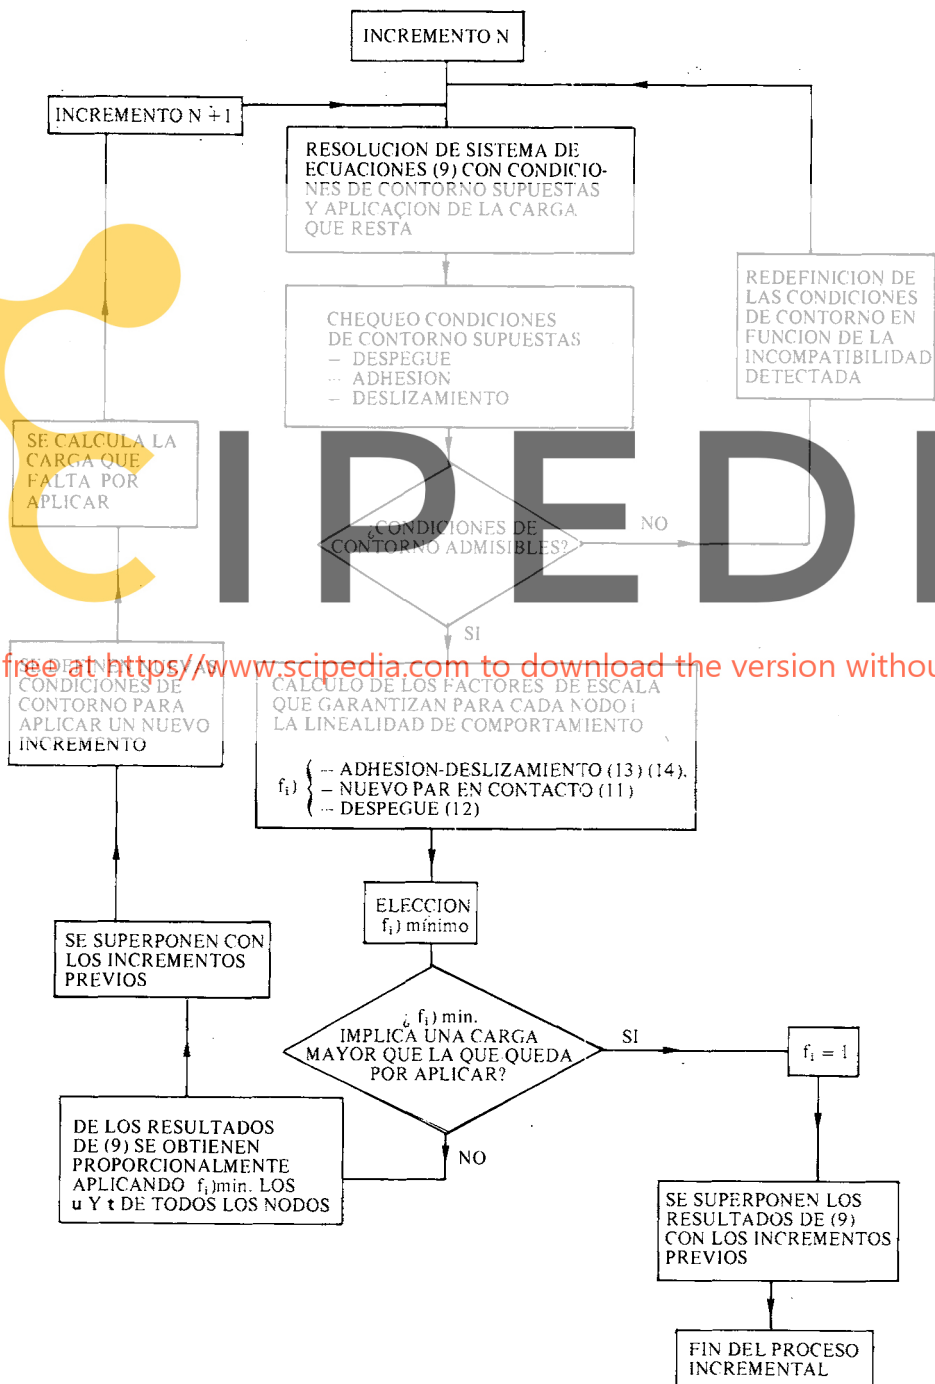 INCREMENTO N
INCREMENTO N + 1
RESOLUCION DE SISTEMA DE
ECUACIONES (9) CON CONDICIO-
NES DE CONTORNO SUPUESTAS
Y APLICACION DE LA CARGA
QUE RESTA
CHEQUEO CONDICIONES
DE CONTORNO SUPUESTAS
– DESPEGUE
– ADHESION
– DESLIZAMIENTO
REDEFINICION DE
LAS CONDICIONES
DE CONTORNO EN
FUNCION DE LA
INCOMPATIBILIDAD
DETECTADA
SE CALCULA LA
CARGA QUE
FALTA POR
APLICAR
CIPEDI
¿CONDICIONES DE
CONTORNO ADMISIBLES?
NO
SI
free at https://www.scipedia.com to download the version withou
SE DEFINEN NUEVAS
CONDICIONES DE
CONTORNO PARA
APLICAR UN NUEVO
INCREMENTO
CALCULO DE LOS FACTORES DE ESCALA
QUE GARANTIZAN PARA CADA NODO i
LA LINEALIDAD DE COMPORTAMIENTO
fi) { – ADHESION-DESLIZAMIENTO (13) (14).
– NUEVO PAR EN CONTACTO (11)
– DESPEGUE (12)
ELECCION
fi) mínimo
SE SUPERPONEN CON
LOS INCREMENTOS
PREVIOS
¿ fi) min.
IMPLICA UNA CARGA
MAYOR QUE LA QUE QUEDA
POR APLICAR?
SI
fi = 1
NO
DE LOS RESULTADOS
DE (9) SE OBTIENEN
PROPORCIONALMENTE
APLICANDO fi)min. LOS
u Y t DE TODOS LOS NODOS
SE SUPERPONEN LOS
RESULTADOS DE (9)
CON LOS INCREMENTOS
PREVIOS
FIN DEL PROCESO
INCREMENTAL